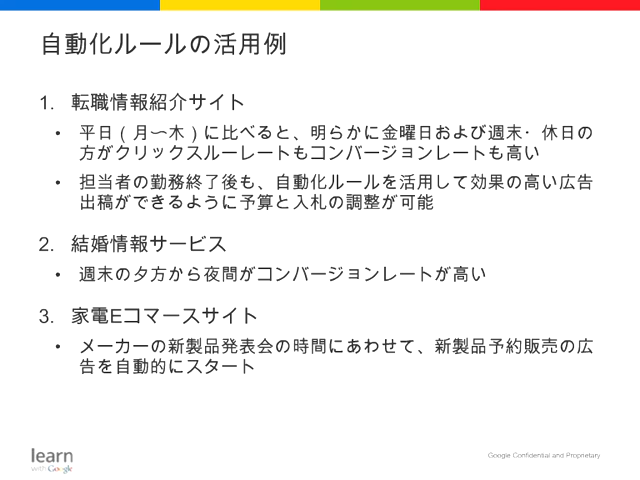 自動化ルールの活用例
1. 転職情報紹介サイト
• 平日（月～木）に比べると、明らかに金曜日および週末・休日の
方がクリックスルーレートもコンバージョンレートも高い
• 担当者の勤務終了後も、自動化ルールを活用して効果の高い広告
出稿ができるように予算と入札の調整が可能
2. 結婚情報サービス
• 週末の夕方から夜間がコンバージョンレートが高い
3. 家電Eコマースサイト
• メーカーの新製品発表会の時間にあわせて、新製品予約販売の広
告を自動的にスタート
learn
with Google
Google Confidential and Proprietary